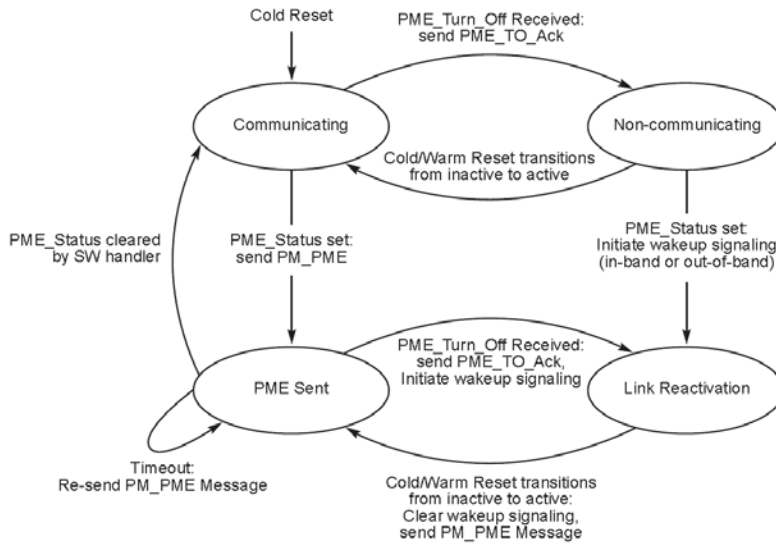 Cold Reset
PME_Turn_Off Received:
send PME_TO_Ack
Communicating
Non-communicating
Cold/Warm Reset transitions
from inactive to active
PME_Status cleared
by SW handler
PME_Status set:
send PM_PME
PME_Status set:
Initiate wakeup signaling
(in-band or out-of-band)
PME_Turn_Off Received:
send PME_TO_Ack,
Initiate wakeup signaling
PME Sent
Link Reactivation
Timeout:
Re-send PM_PME Message
Cold/Warm Reset transitions
from inactive to active:
Clear wakeup signaling,
send PM_PME Message